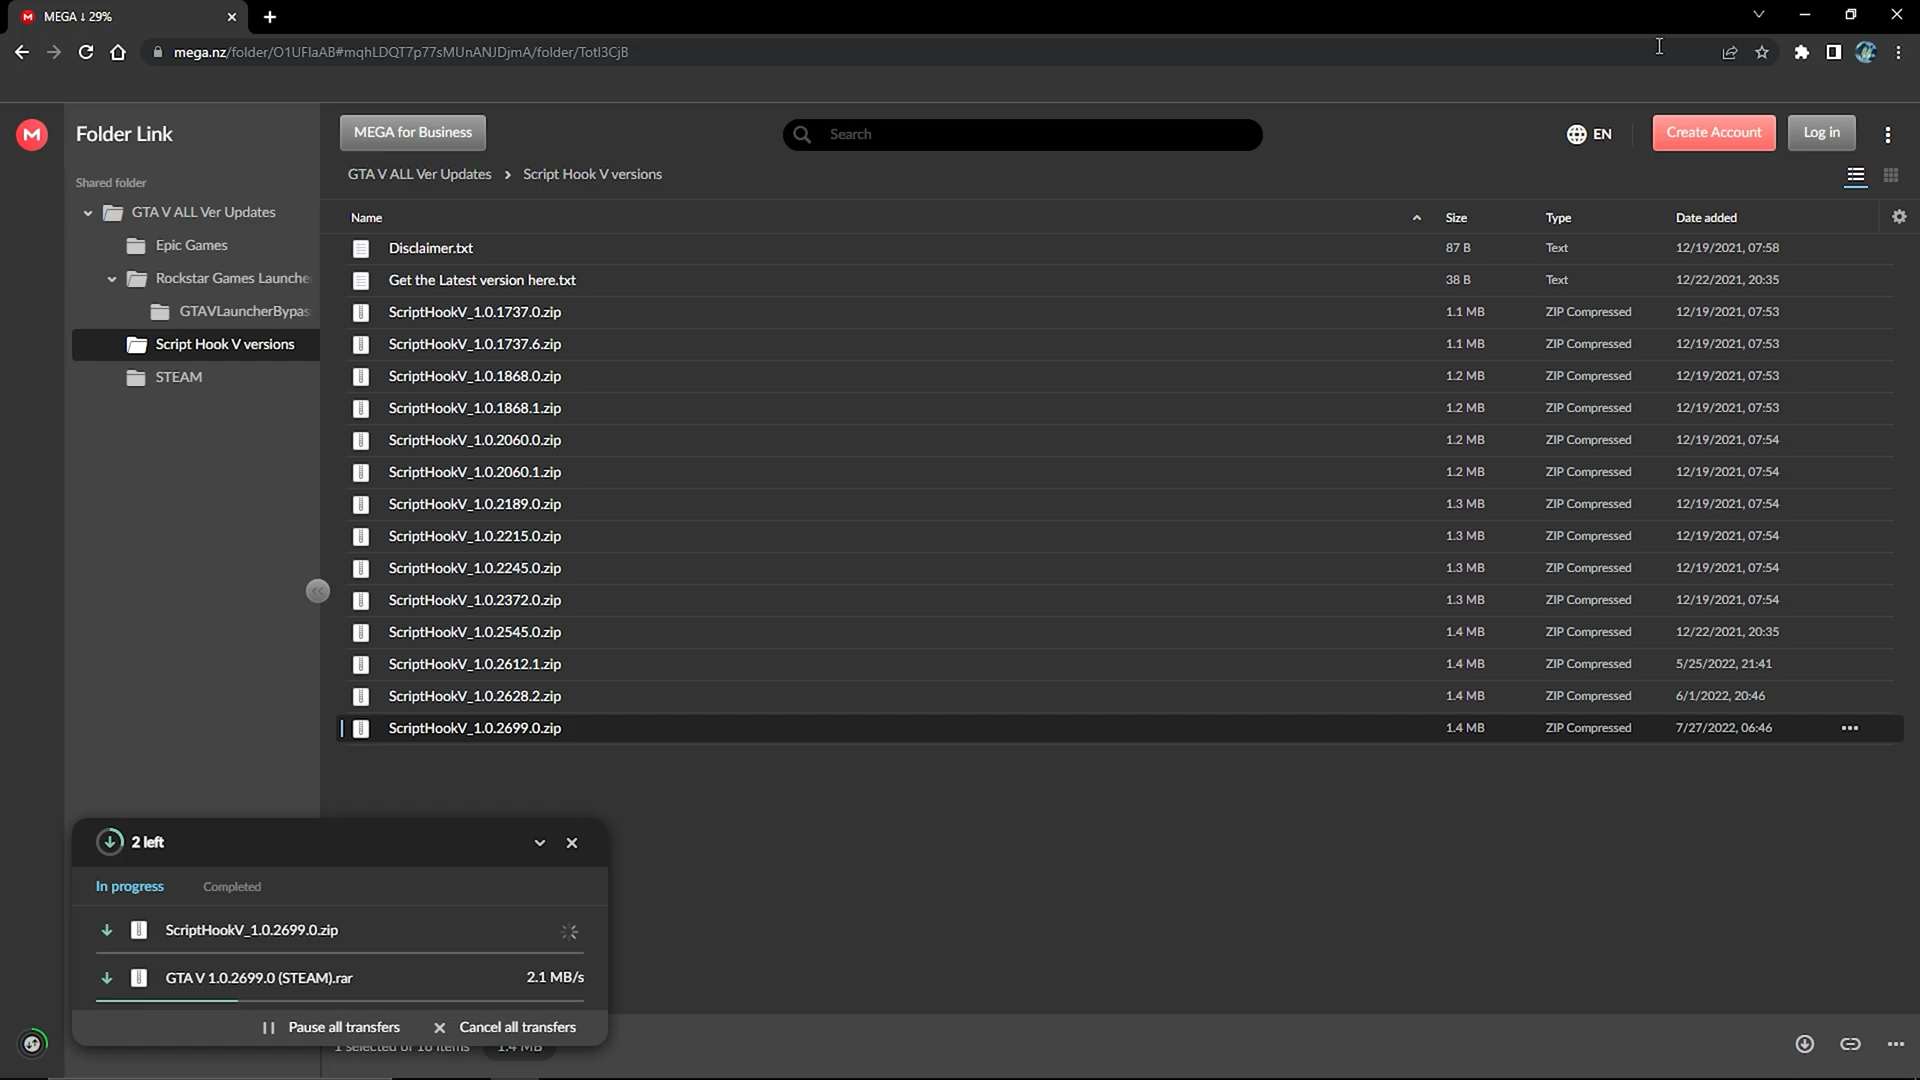 MEGA ↓ 29%
mega.nz/folder/O1UFlaAB#mqhLDQT7p77sMUnANJDjmA/folder/TotI3CjB
Folder Link
MEGA for Business
Search
EN
Create Account
Log in
Shared folder
GTA V ALL Ver Updates
Epic Games
Rockstar Games Launche
GTAVLauncherBypas
Script Hook V versions
STEAM
GTA V ALL Ver Updates > Script Hook V versions
Name Size Type Date added
Disclaimer.txt 87 B Text 12/19/2021, 07:58
Get the Latest version here.txt 38 B Text 12/22/2021, 20:35
ScriptHookV_1.0.1737.0.zip 1.1 MB ZIP Compressed 12/19/2021, 07:53
ScriptHookV_1.0.1737.6.zip 1.1 MB ZIP Compressed 12/19/2021, 07:53
ScriptHookV_1.0.1868.0.zip 1.2 MB ZIP Compressed 12/19/2021, 07:53
ScriptHookV_1.0.1868.1.zip 1.2 MB ZIP Compressed 12/19/2021, 07:53
ScriptHookV_1.0.2060.0.zip 1.2 MB ZIP Compressed 12/19/2021, 07:54
ScriptHookV_1.0.2060.1.zip 1.2 MB ZIP Compressed 12/19/2021, 07:54
ScriptHookV_1.0.2189.0.zip 1.3 MB ZIP Compressed 12/19/2021, 07:54
ScriptHookV_1.0.2215.0.zip 1.3 MB ZIP Compressed 12/19/2021, 07:54
ScriptHookV_1.0.2245.0.zip 1.3 MB ZIP Compressed 12/19/2021, 07:54
ScriptHookV_1.0.2372.0.zip 1.3 MB ZIP Compressed 12/19/2021, 07:54
ScriptHookV_1.0.2545.0.zip 1.4 MB ZIP Compressed 12/22/2021, 20:35
ScriptHookV_1.0.2612.1.zip 1.4 MB ZIP Compressed 5/25/2022, 21:41
ScriptHookV_1.0.2628.2.zip 1.4 MB ZIP Compressed 6/1/2022, 20:46
ScriptHookV_1.0.2699.0.zip 1.4 MB ZIP Compressed 7/27/2022, 06:46
2 left
In progress Completed
ScriptHookV_1.0.2699.0.zip
GTA V 1.0.2699.0 (STEAM).rar 2.1 MB/s
Pause all transfers Cancel all transfers
1 selected of 16 items 1.4 MB